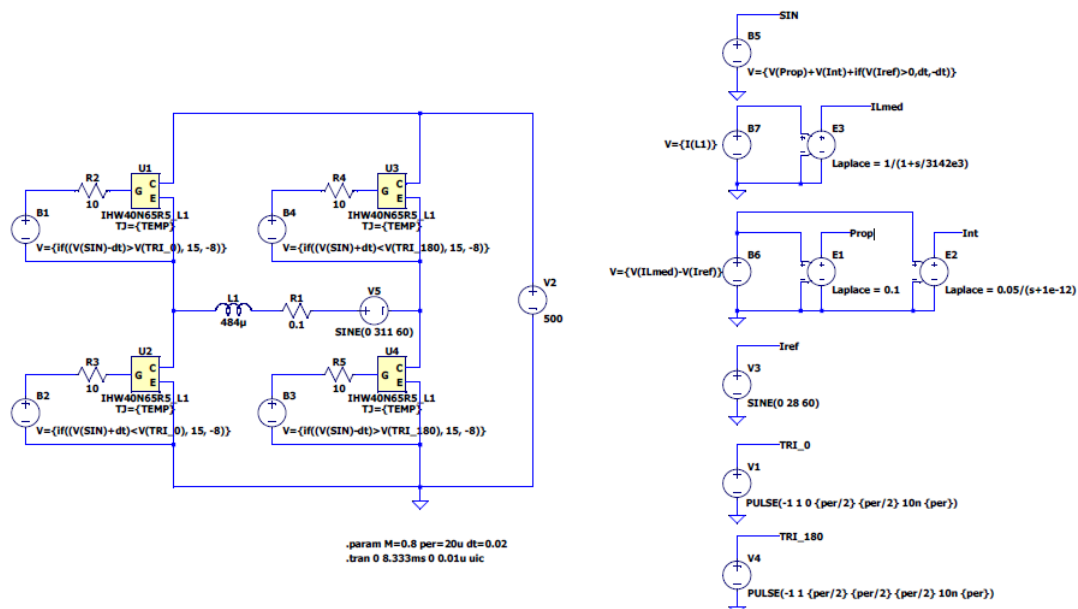 SIN
B5
V={V(Prop)+V(Int)+if(V(Iref)>0,dt,-dt)}
ILmed
B7
E3
V={I(L1)}
Laplace = 1/(1+s/3142e3)
Prop
Int
B6
E1
E2
V={V(ILmed)-V(Iref)}
Laplace = 0.1
Laplace = 0.05/(s+1e-12)
Iref
V3
SINE(0 28 60)
TRI_0
V1
PULSE(-1 1 0 {per/2} {per/2} 10n {per})
TRI_180
V4
PULSE(-1 1 {per/2} {per/2} {per/2} 10n {per})
U1
R2
G
C
E
10
IHW40N65R5_L1
TJ={TEMP}
B1
V={if((V(SIN)-dt)>V(TRI_0), 15, -8)}
U3
R4
G
C
E
10
IHW40N65R5_L1
TJ={TEMP}
B4
V={if((V(SIN)+dt)<V(TRI_180), 15, -8)}
L1
484µ
R1
0.1
V5
SINE(0 311 60)
V2
500
U2
R3
G
C
E
10
IHW40N65R5_L1
TJ={TEMP}
B2
V={if((V(SIN)+dt)<V(TRI_0), 15, -8)}
U4
R5
G
C
E
10
IHW40N65R5_L1
TJ={TEMP}
B3
V={if((V(SIN)-dt)>V(TRI_180), 15, -8)}
.param M=0.8 per=20u dt=0.02
.tran 0 8.333ms 0 0.01u uic